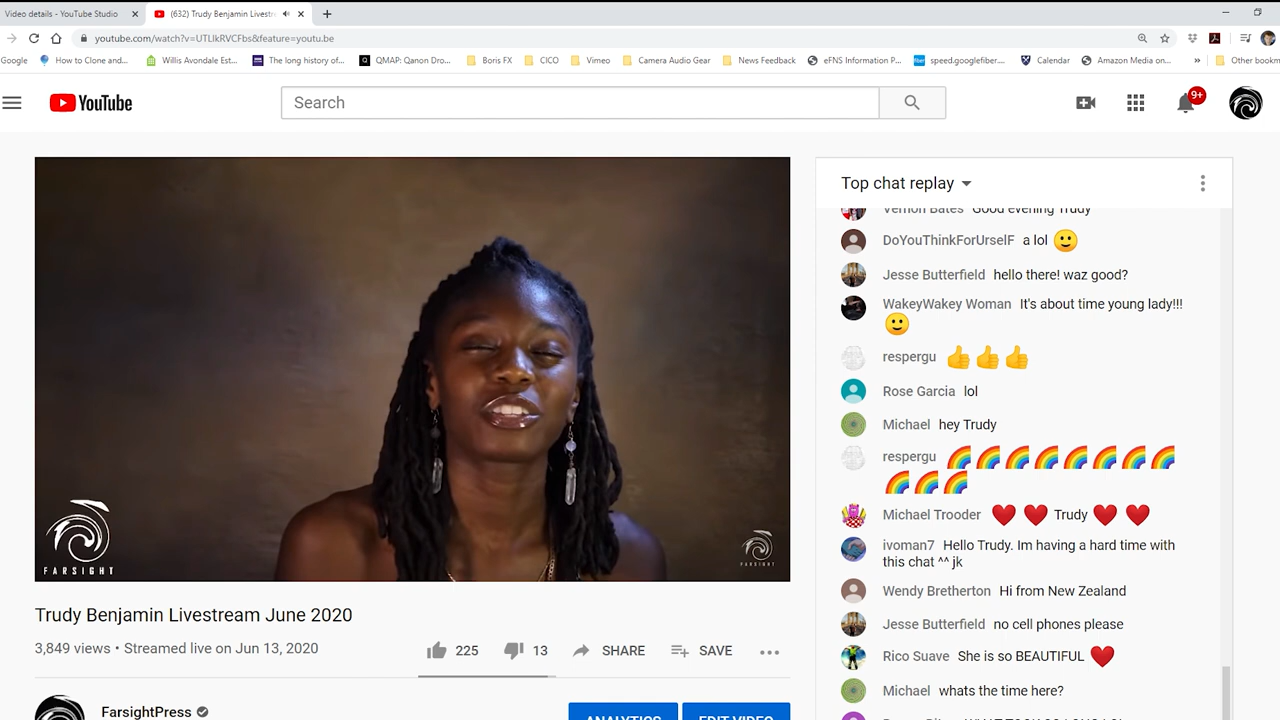 Video details - YouTube Studio
(632) Trudy Benjamin Livestre
youtube.com/watch?v=UTLIkRVCFbs&feature=youtu.be
Google
How to Clone and...
Willis Avondale Est...
The long history of...
QMAP: Qanon Dro...
Boris FX
CICO
Vimeo
Camera Audio Gear
News Feedback
eFNS Information P...
speed.googlefiber....
Calendar
Amazon Media on...
»
Other bookm
YouTube
Search
9+
FARSIGHT
FARSIGHT
Trudy Benjamin Livestream June 2020
3,849 views • Streamed live on Jun 13, 2020
225
13
SHARE
SAVE
FarsightPress
ANALYTICS
EDIT VIDEO
Top chat replay
Vernon Bates Good evening Trudy
DoYouThinkForUrselF a lol 🙂
Jesse Butterfield hello there! waz good?
WakeyWakey Woman It's about time young lady!!!
🙂
respergu 👍👍👍
Rose Garcia lol
Michael hey Trudy
respergu 🌈🌈🌈🌈🌈🌈🌈🌈
🌈🌈🌈
Michael Trooder ❤️ ❤️ Trudy ❤️ ❤️
ivoman7 Hello Trudy. Im having a hard time with
this chat ^^ jk
Wendy Bretherton Hi from New Zealand
Jesse Butterfield no cell phones please
Rico Suave She is so BEAUTIFUL ❤️
Michael whats the time here?